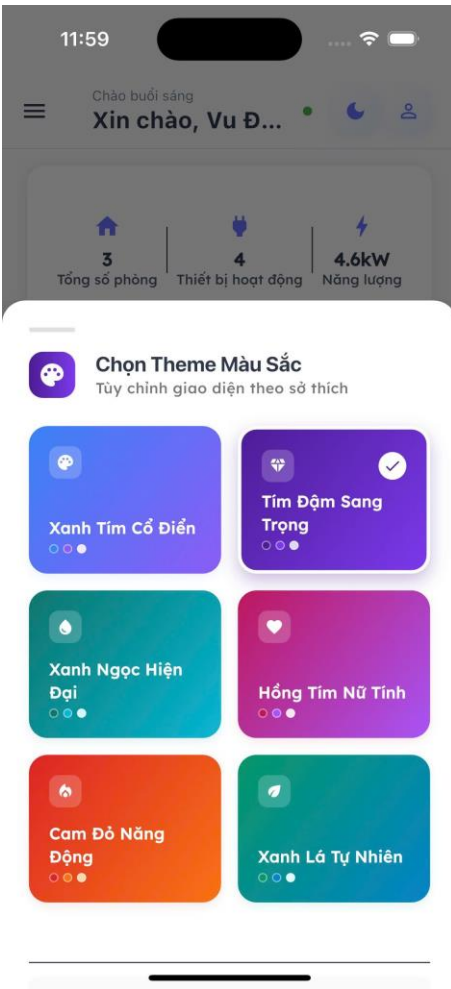 11:59
Chào buổi sáng
Xin chào, Vu Đ...
3
4
4.6kW
Tổng số phòng
Thiết bị hoạt động
Năng lượng
Chọn Theme Màu Sắc
Tùy chỉnh giao diện theo sở thích
Xanh Tím Cổ Điển
Tím Đậm Sang
Trọng
Xanh Ngọc Hiện
Đại
Hồng Tím Nữ Tính
Cam Đỏ Năng
Động
Xanh Lá Tự Nhiên